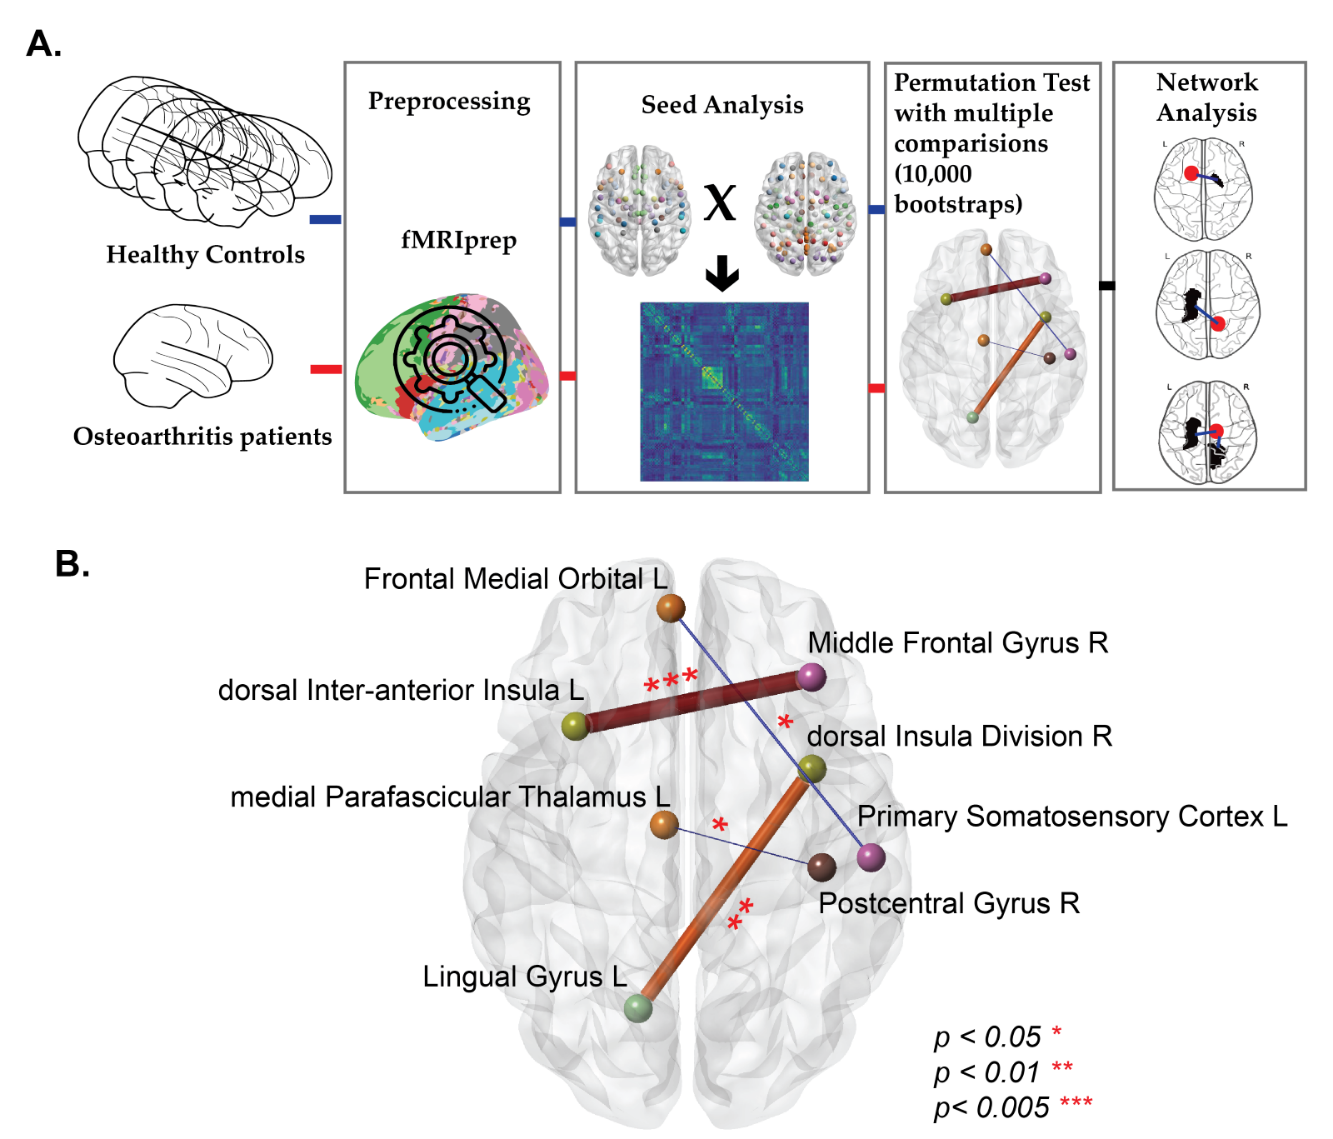 A.
Healthy Controls
Osteoarthritis patients
Preprocessing
fMRIprep
Seed Analysis
X
Permutation Test
with multiple
comparisions
(10,000
bootstraps)
Network
Analysis
L R
L R
L R
B.
Frontal Medial Orbital L
Middle Frontal Gyrus R
***
dorsal Inter-anterior Insula L
*
dorsal Insula Division R
medial Parafascicular Thalamus L
*
Primary Somatosensory Cortex L
Postcentral Gyrus R
**
Lingual Gyrus L
p < 0.05 *
p < 0.01 **
p< 0.005 ***